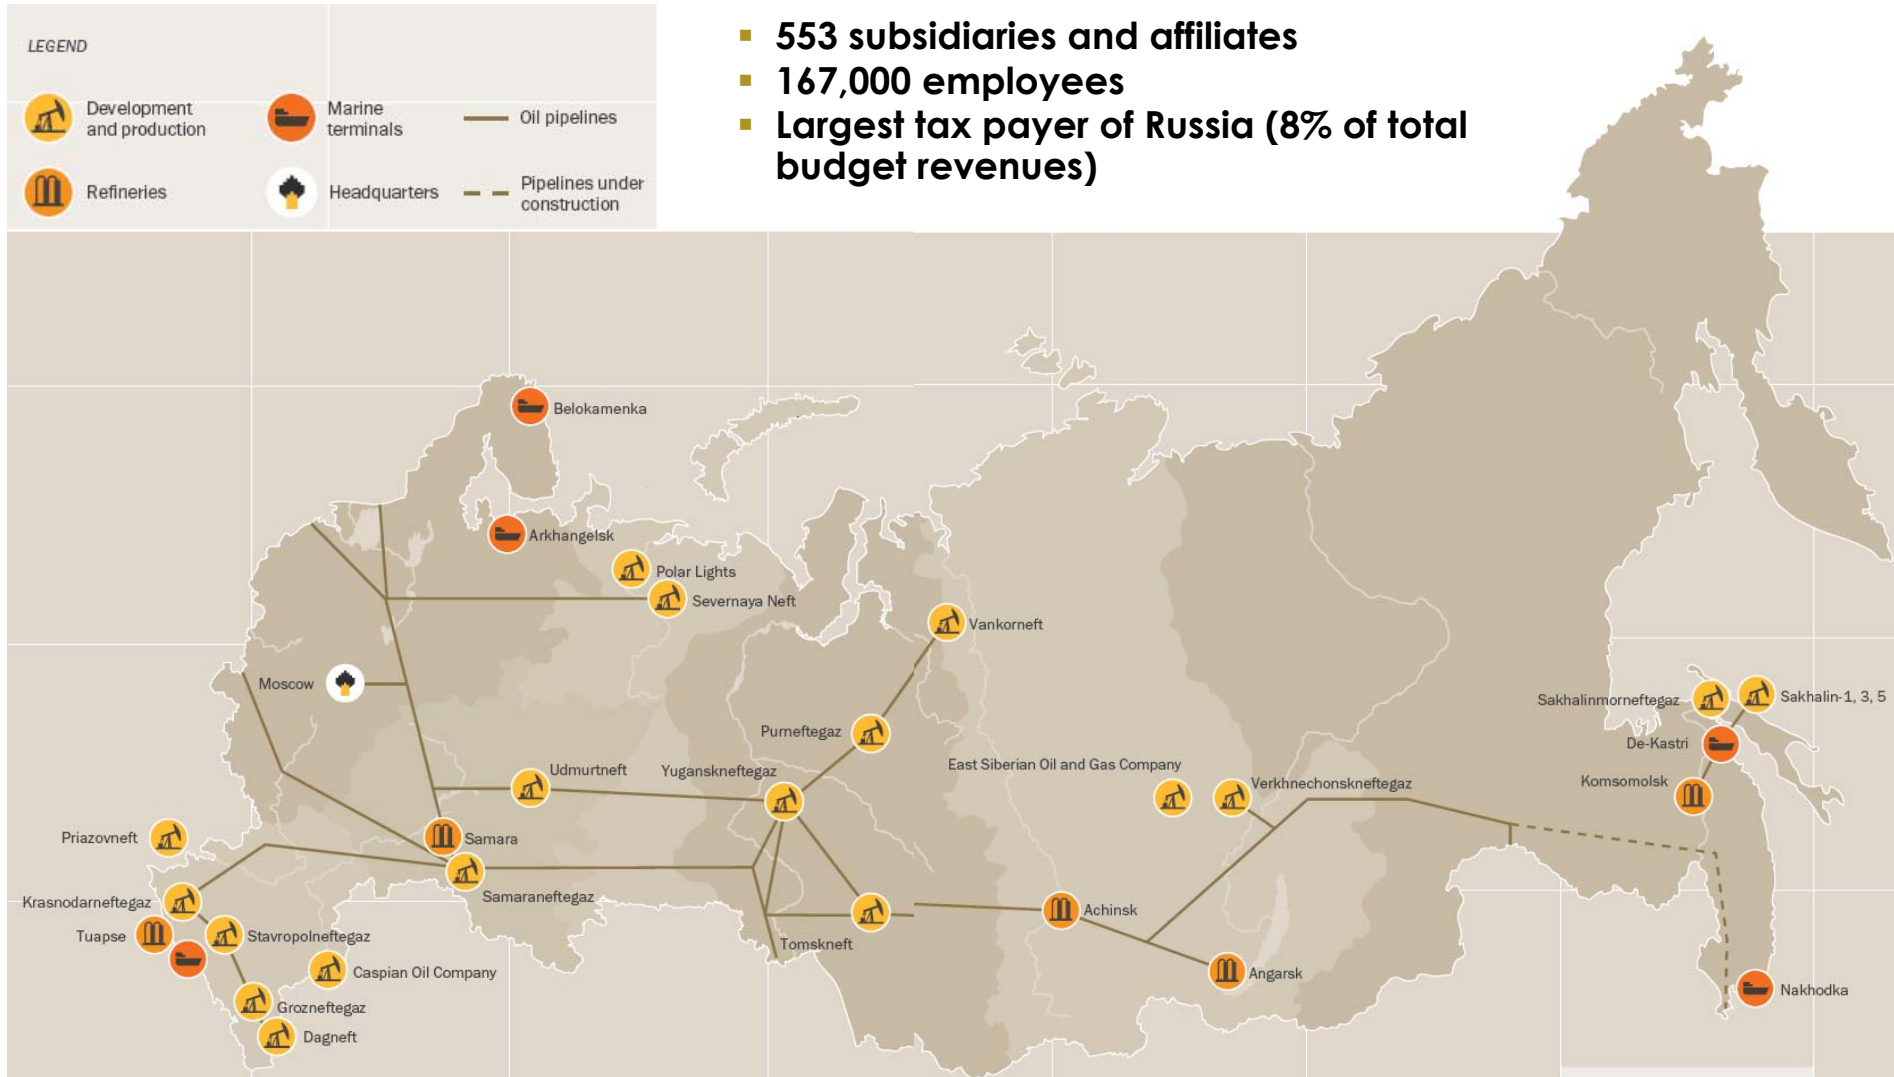 LEGEND
Development
and production
Marine
terminals
Oil pipelines
Refineries
Headquarters
Pipelines under
construction
▪ 553 subsidiaries and affiliates
▪ 167,000 employees
▪ Largest tax payer of Russia (8% of total
budget revenues)
Belokamenka
Arkhangelsk
Polar Lights
Severnaya Neft
Vankorneft
Moscow
Sakhalinmorneftegaz
Sakhalin-1, 3, 5
Purneftegaz
De-Kastri
East Siberian Oil and Gas Company
Udmurtneft
Yuganskneftegaz
Verkhnechonskneftegaz
Komsomolsk
Priazovneft
Samara
Samaraneftegaz
Krasnodarneftegaz
Achinsk
Tuapse
Stavropolneftegaz
Tomskneft
Caspian Oil Company
Angarsk
Nakhodka
Grozneftegaz
Dagneft